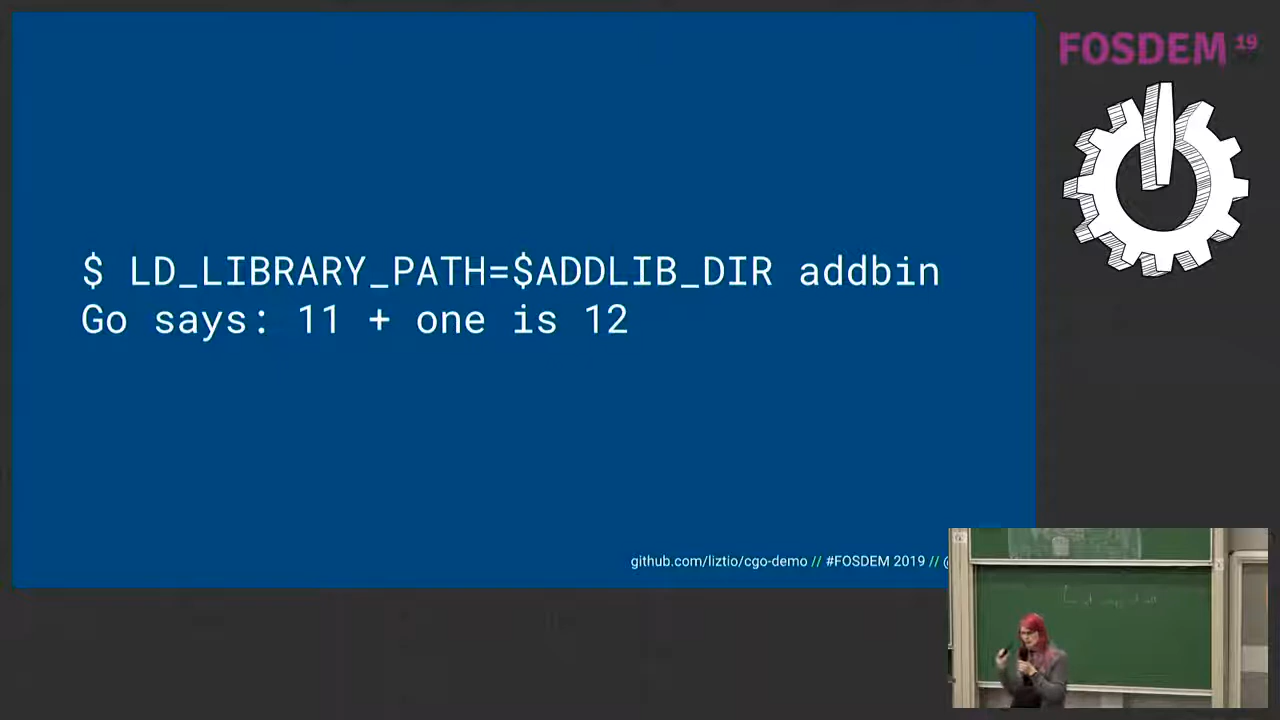 FOSDEM 19
$ LD_LIBRARY_PATH=$ADDLIB_DIR addbin
Go says: 11 + one is 12
github.com/liztio/cgo-demo // #FOSDEM 2019 // @